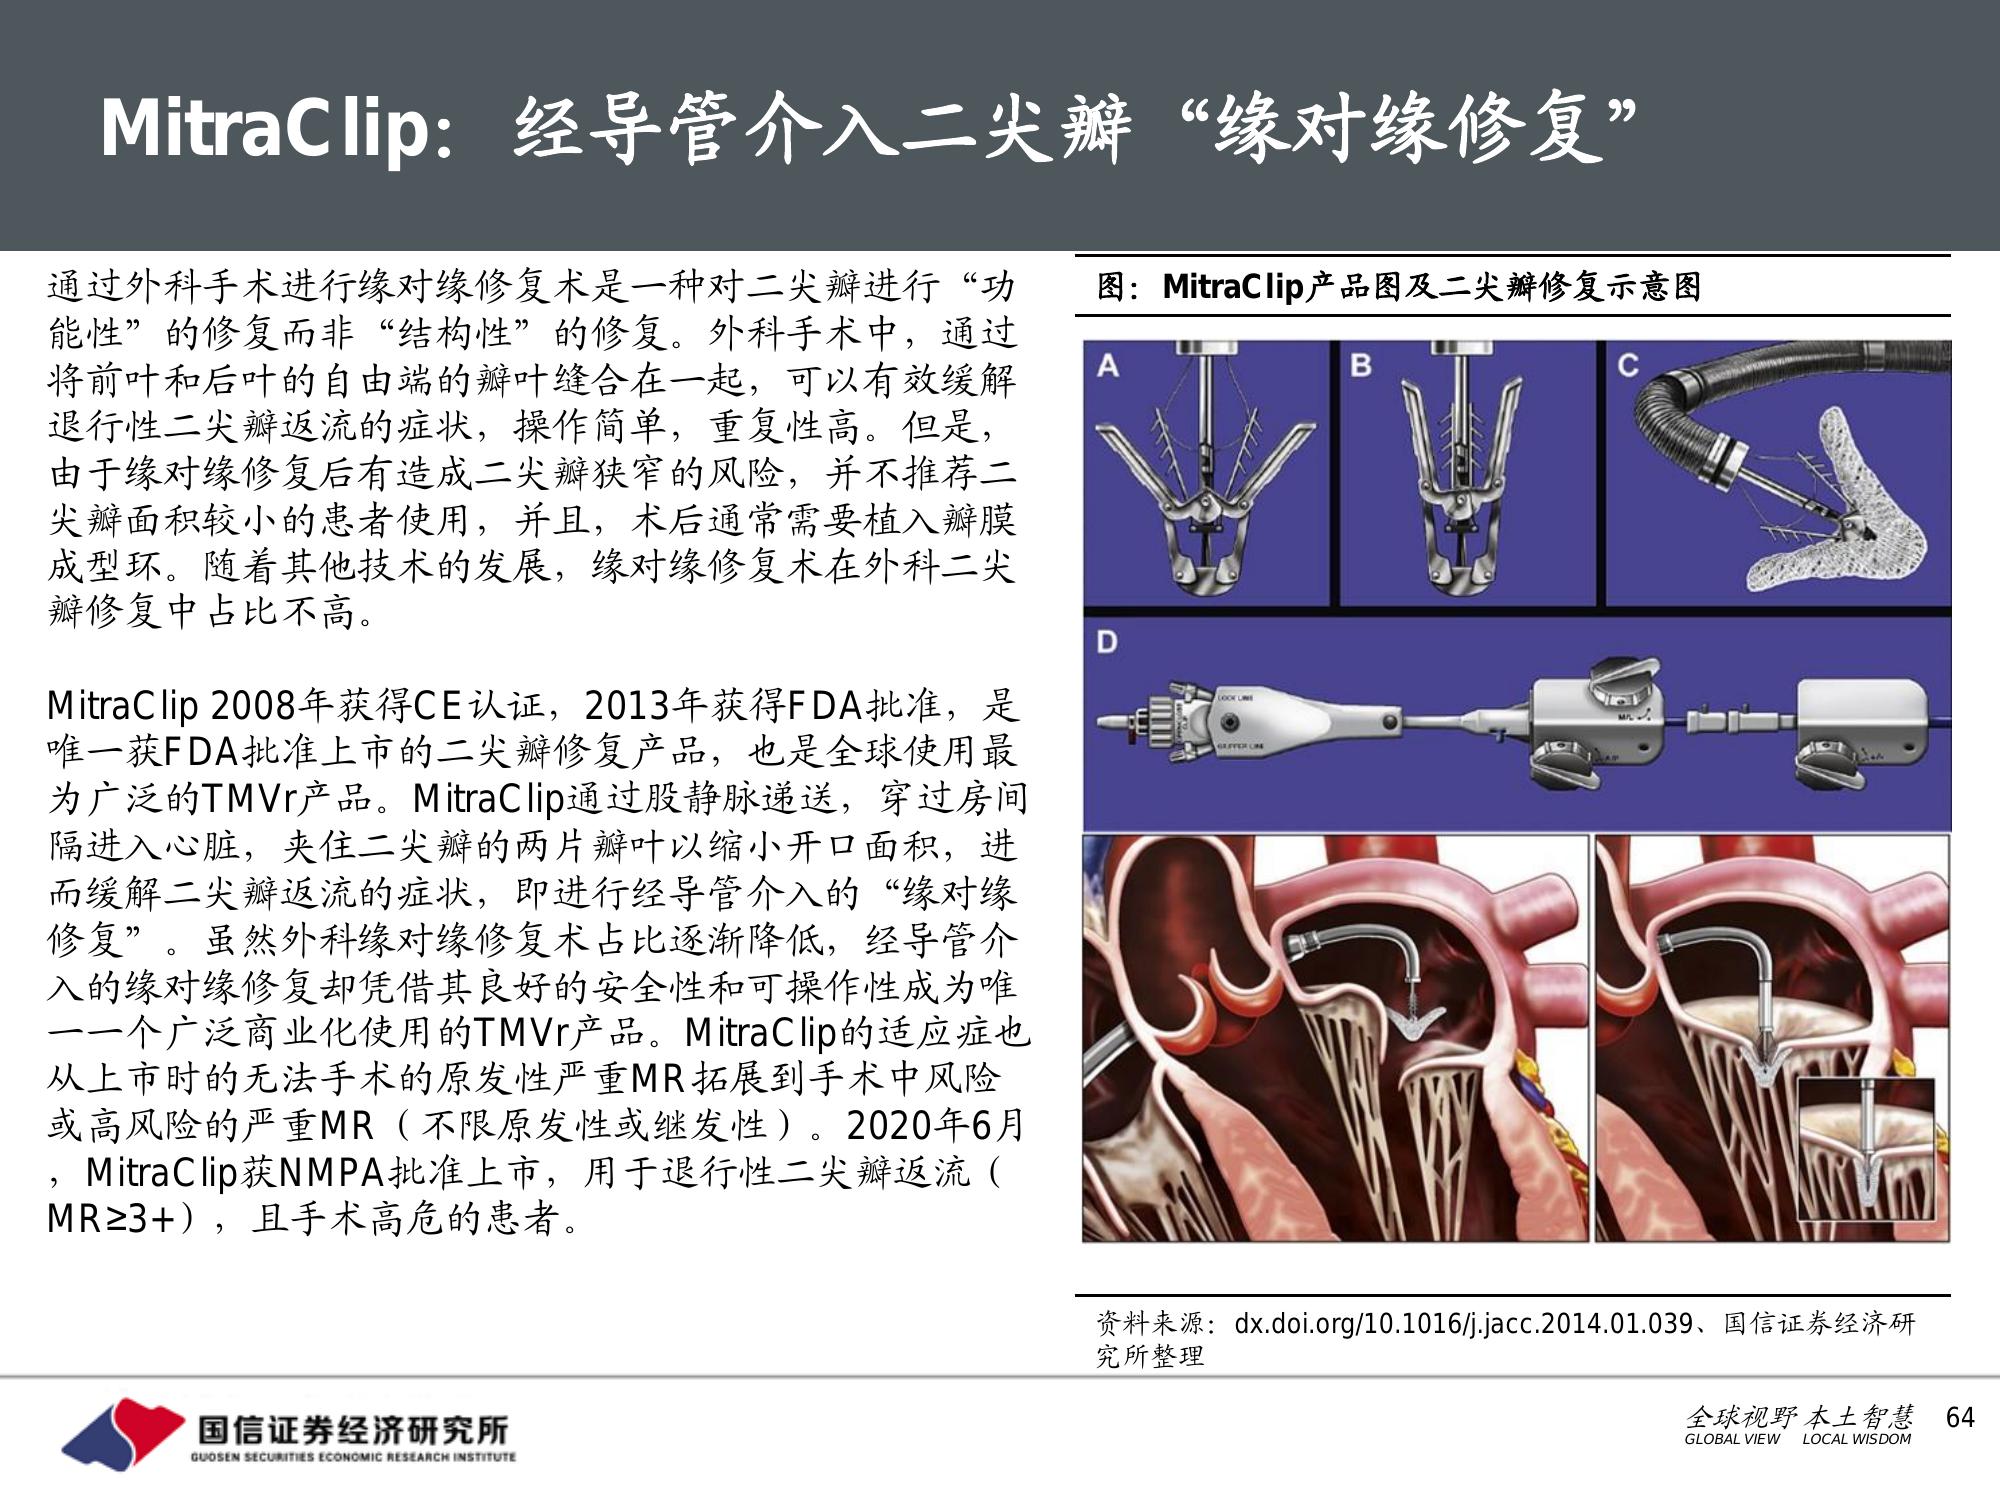 MitraClip：经导管介入二尖瓣“缘对缘修复”
通过外科手术进行缘对缘修复术是一种对二尖瓣进行“功
能性”的修复而非“结构性”的修复。外科手术中，通过
将前叶和后叶的自由端的瓣叶缝合在一起，可以有效缓解
退行性二尖瓣返流的症状，操作简单，重复性高。但是，
由于缘对缘修复后有造成二尖瓣狭窄的风险，并不推荐二
尖瓣面积较小的患者使用，并且，术后通常需要植入瓣膜
成型环。随着其他技术的发展，缘对缘修复术在外科二尖
瓣修复中占比不高。
MitraClip 2008年获得CE认证，2013年获得FDA批准，是
唯一获FDA批准上市的二尖瓣修复产品，也是全球使用最
为广泛的TMVr产品。MitraClip通过股静脉递送，穿过房间
隔进入心脏，夹住二尖瓣的两片瓣叶以缩小开口面积，进
而缓解二尖瓣返流的症状，即进行经导管介入的“缘对缘
修复”。虽然外科缘对缘修复术占比逐渐降低，经导管介
入的缘对缘修复却凭借其良好的安全性和可操作性成为唯
一一个广泛商业化使用的TMVr产品。MitraClip的适应症也
从上市时的无法手术的原发性严重MR拓展到手术中风险
或高风险的严重MR（不限原发性或继发性）。2020年6月
，MitraClip获NMPA批准上市，用于退行性二尖瓣返流（
MR≥3+），且手术高危的患者。
图：MitraClip产品图及二尖瓣修复示意图
A
B
C
D
LOCK LINE
GRIPPER LINE
M/L
A/P
+/-
资料来源：dx.doi.org/10.1016/j.jacc.2014.01.039、国信证券经济研
究所整理
国信证券经济研究所
GUOSEN SECURITIES ECONOMIC RESEARCH INSTITUTE
全球视野 本土智慧
GLOBAL VIEW LOCAL WISDOM
64